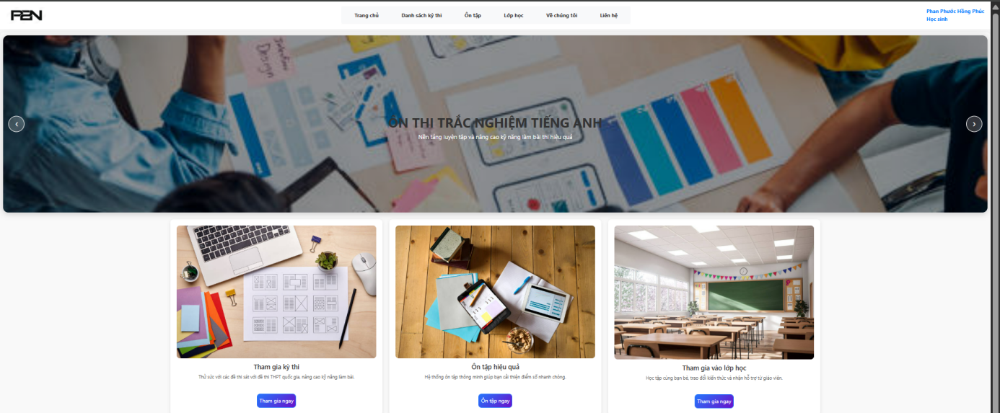 PEN
Trang chủ
Danh sách kỳ thi
Ôn tập
Lớp học
Về chúng tôi
Liên hệ
Phan Phước Hồng Phúc
Học sinh
Design
ÔN THI TRẮC NGHIỆM TIẾNG ANH
Nền tảng luyện tập và nâng cao kỹ năng làm bài thi hiệu quả
Tham gia kỳ thi
Thử sức với các đề thi sát với đề thi THPT quốc gia, nâng cao kỹ năng làm bài.
Tham gia ngay
Ôn tập hiệu quả
Hệ thống ôn tập thông minh giúp bạn cải thiện điểm số nhanh chóng.
Ôn tập ngay
Tham gia vào lớp học
Học tập cùng bạn bè, trao đổi kiến thức và nhận hỗ trợ từ giáo viên.
Tham gia ngay